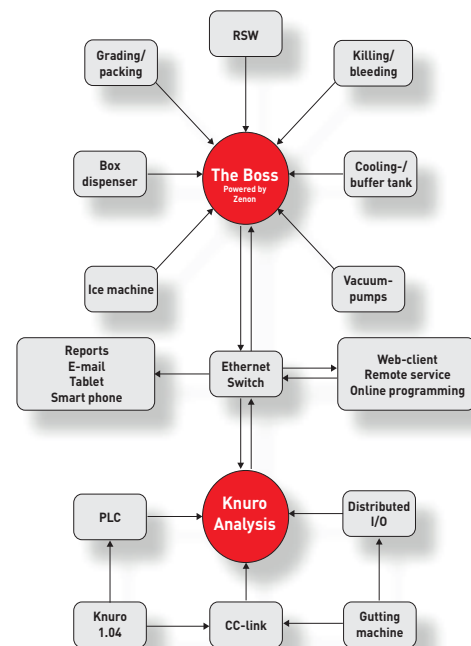 RSW
Grading/
packing
Killing/
bleeding
The Boss
Powered by
Zenon
Box
dispenser
Cooling-/
buffer tank
Ice machine
Vacuum-
pumps
Reports
E-mail
Tablet
Smart phone
Ethernet
Switch
Web-client
Remote service
Online programming
Knuro
Analysis
PLC
Distributed
I/O
Knuro
1.04
CC-link
Gutting
machine